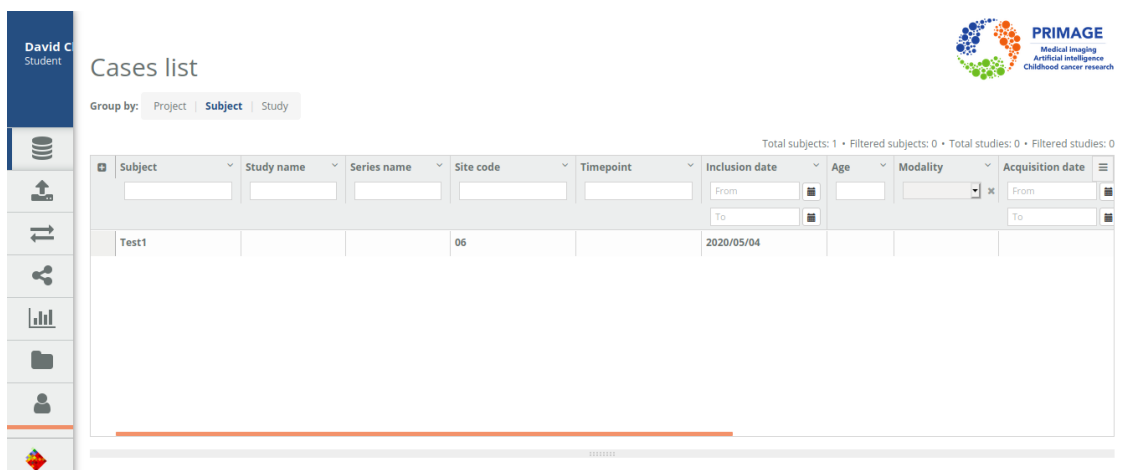 David C
Student
PRIMAGE
Medical imaging
Artificial intelligence
Childhood cancer research
Cases list
Group by: Project | Subject | Study
Total subjects: 1 • Filtered subjects: 0 • Total studies: 0 • Filtered studies: 0
Subject Study name Series name Site code Timepoint Inclusion date Age Modality Acquisition date
From From
To To
Test1 06 2020/05/04